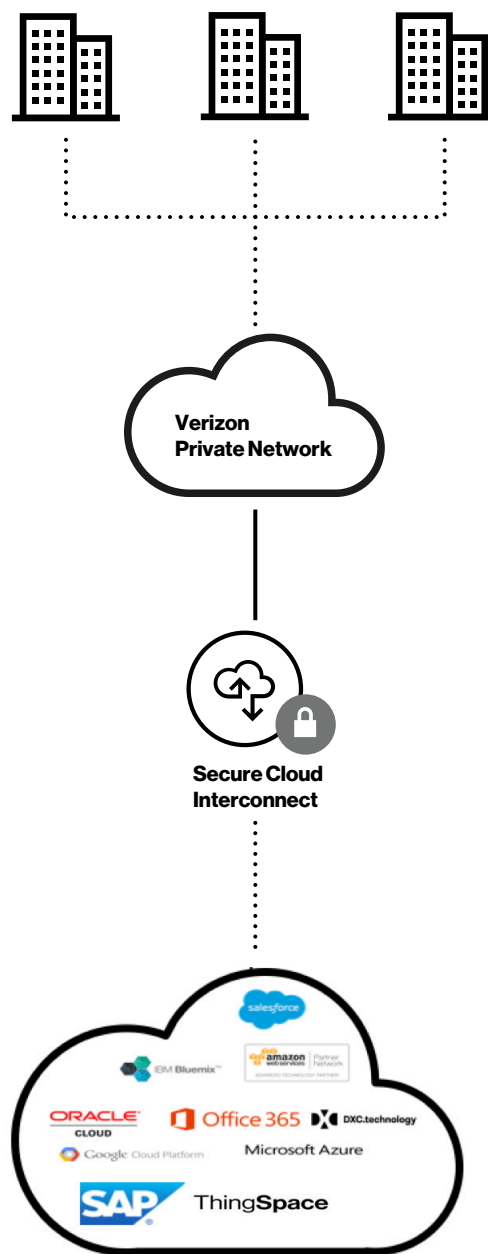 Verizon
Private Network
Secure Cloud
Interconnect
salesforce
IBM Bluemix™
amazon
web services
Partner
Network
ADVANCED TECHNOLOGY PARTNER
ORACLE®
CLOUD
Office 365
DXC.technology
Google Cloud Platform
Microsoft Azure
SAP®
ThingSpace